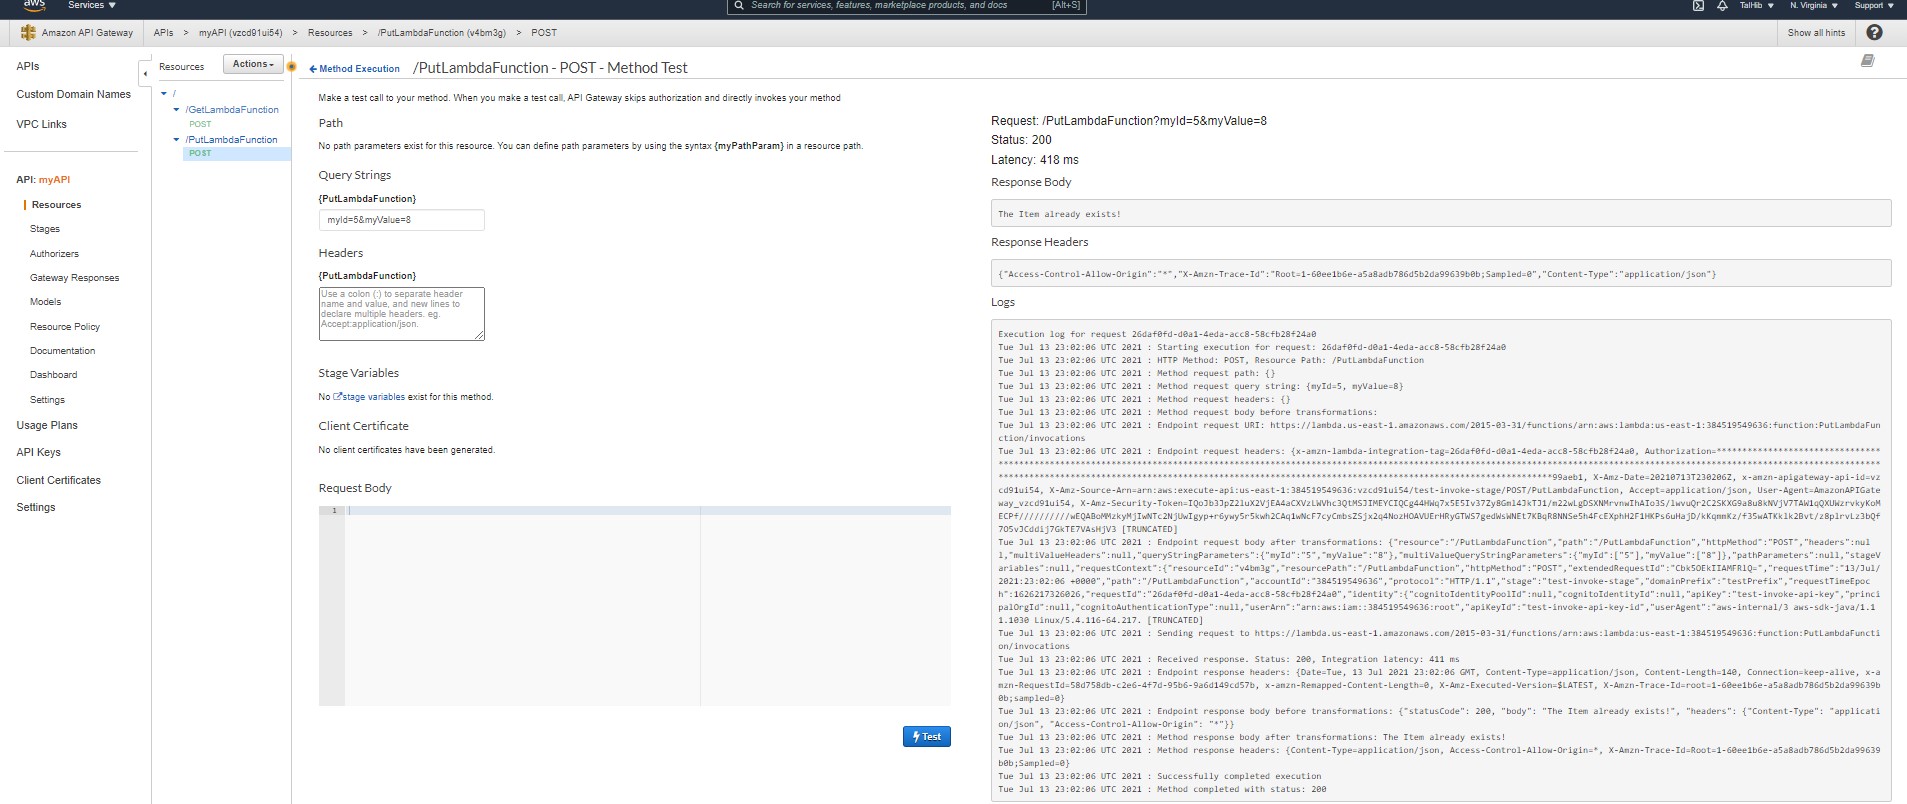 aws
Services
Search for services, features, marketplace products, and docs
[Alt+S]
TalHib
N. Virginia
Support
Amazon API Gateway
APIs > myAPI (vzcd91ui54) > Resources > /PutLambdaFunction (v4bm3g) > POST
Show all hints
?
APIs
Custom Domain Names
VPC Links
API: myAPI
Resources
Stages
Authorizers
Gateway Responses
Models
Resource Policy
Documentation
Dashboard
Settings
Usage Plans
API Keys
Client Certificates
Settings
Resources
Actions
/
/GetLambdaFunction
POST
/PutLambdaFunction
POST
Method Execution
/PutLambdaFunction - POST - Method Test
Make a test call to your method. When you make a test call, API Gateway skips authorization and directly invokes your method
Path
No path parameters exist for this resource. You can define path parameters by using the syntax {myPathParam} in a resource path.
Query Strings
{PutLambdaFunction}
myId=5&myValue=8
Headers
{PutLambdaFunction}
Use a colon (:) to separate header
name and value, and new lines to
declare multiple headers. eg.
Accept:application/json.
Stage Variables
No stage variables exist for this method.
Client Certificate
No client certificates have been generated.
Request Body
1
Test
Request: /PutLambdaFunction?myId=5&myValue=8
Status: 200
Latency: 418 ms
Response Body
The Item already exists!
Response Headers
{"Access-Control-Allow-Origin":"*","X-Amzn-Trace-Id":"Root=1-60ee1b6e-a5a8adb786d5b2da99639b0b;Sampled=0","Content-Type":"application/json"}
Logs
Execution log for request 26daf0fd-d0a1-4eda-acc8-58cfb28f24a0
Tue Jul 13 23:02:06 UTC 2021 : Starting execution for request: 26daf0fd-d0a1-4eda-acc8-58cfb28f24a0
Tue Jul 13 23:02:06 UTC 2021 : HTTP Method: POST, Resource Path: /PutLambdaFunction
Tue Jul 13 23:02:06 UTC 2021 : Method request path: {}
Tue Jul 13 23:02:06 UTC 2021 : Method request query string: {myId=5, myValue=8}
Tue Jul 13 23:02:06 UTC 2021 : Method request headers: {}
Tue Jul 13 23:02:06 UTC 2021 : Method request body before transformations:
Tue Jul 13 23:02:06 UTC 2021 : Endpoint request URI: https://lambda.us-east-1.amazonaws.com/2015-03-31/functions/arn:aws:lambda:us-east-1:384519549636:function:PutLambdaFun
ction/invocations
Tue Jul 13 23:02:06 UTC 2021 : Endpoint request headers: {x-amzn-lambda-integration-tag=26daf0fd-d0a1-4eda-acc8-58cfb28f24a0, Authorization=
99aeb1, X-Amz-Date=20210713T230206Z, x-amzn-apigateway-api-id=vz
cd91ui54, X-Amz-Source-Arn=arn:aws:execute-api:us-east-1:384519549636:vzcd91ui54/test-invoke-stage/POST/PutLambdaFunction, Accept=application/json, User-Agent=AmazonAPIGate
way_vzcd91ui54,
[TRUNCATED]
Tue Jul 13 23:02:06 UTC 2021 : Endpoint request body after transformations: {"resource":"/PutLambdaFunction","path":"/PutLambdaFunction","httpMethod":"POST","headers":nul
l,"multiValueHeaders":null,"queryStringParameters":{"myId":"5","myValue":"8"},"multiValueQueryStringParameters":{"myId":["5"],"myValue":["8"]},"pathParameters":null,"stageV
ariables":null,"requestContext":{"resourceId":"v4bm3g","resourcePath":"/PutLambdaFunction","httpMethod":"POST","extendedRequestId":"Cbk5OEkIIAMFRlQ=","requestTime":"13/Jul/
2021:23:02:06 +0000","path":"/PutLambdaFunction","accountId":"384519549636","protocol":"HTTP/1.1","stage":"test-invoke-stage","domainPrefix":"testPrefix","requestTimeEpoc
h":1626217326026,"requestId":"26daf0fd-d0a1-4eda-acc8-58cfb28f24a0","identity":{"cognitoIdentityPoolId":null,"cognitoIdentityId":null,"apiKey":"test-invoke-api-key","princi
palOrgId":null,"cognitoAuthenticationType":null,"userArn":"arn:aws:iam::384519549636:root","apiKeyId":"test-invoke-api-key-id","userAgent":"aws-internal/3 aws-sdk-java/1.1
1.1030 Linux/5.4.116-64.217. [TRUNCATED]
Tue Jul 13 23:02:06 UTC 2021 : Sending request to https://lambda.us-east-1.amazonaws.com/2015-03-31/functions/arn:aws:lambda:us-east-1:384519549636:function:PutLambdaFuncti
on/invocations
Tue Jul 13 23:02:06 UTC 2021 : Received response. Status: 200, Integration latency: 411 ms
Tue Jul 13 23:02:06 UTC 2021 : Endpoint response headers: {Date=Tue, 13 Jul 2021 23:02:06 GMT, Content-Type=application/json, Content-Length=140, Connection=keep-alive, x-a
mzn-RequestId=58d758db-c2e6-4f7d-95b6-9a6d149cd57b, x-amzn-Remapped-Content-Length=0, X-Amz-Executed-Version=$LATEST, X-Amzn-Trace-Id=root=1-60ee1b6e-a5a8adb786d5b2da99639b
0b;sampled=0}
Tue Jul 13 23:02:06 UTC 2021 : Endpoint response body before transformations: {"statusCode": 200, "body": "The Item already exists!", "headers": {"Content-Type": "applicati
on/json", "Access-Control-Allow-Origin": "*"}}
Tue Jul 13 23:02:06 UTC 2021 : Method response body after transformations: The Item already exists!
Tue Jul 13 23:02:06 UTC 2021 : Method response headers: {Content-Type=application/json, Access-Control-Allow-Origin=*, X-Amzn-Trace-Id=Root=1-60ee1b6e-a5a8adb786d5b2da99639
b0b;Sampled=0}
Tue Jul 13 23:02:06 UTC 2021 : Successfully completed execution
Tue Jul 13 23:02:06 UTC 2021 : Method completed with status: 200